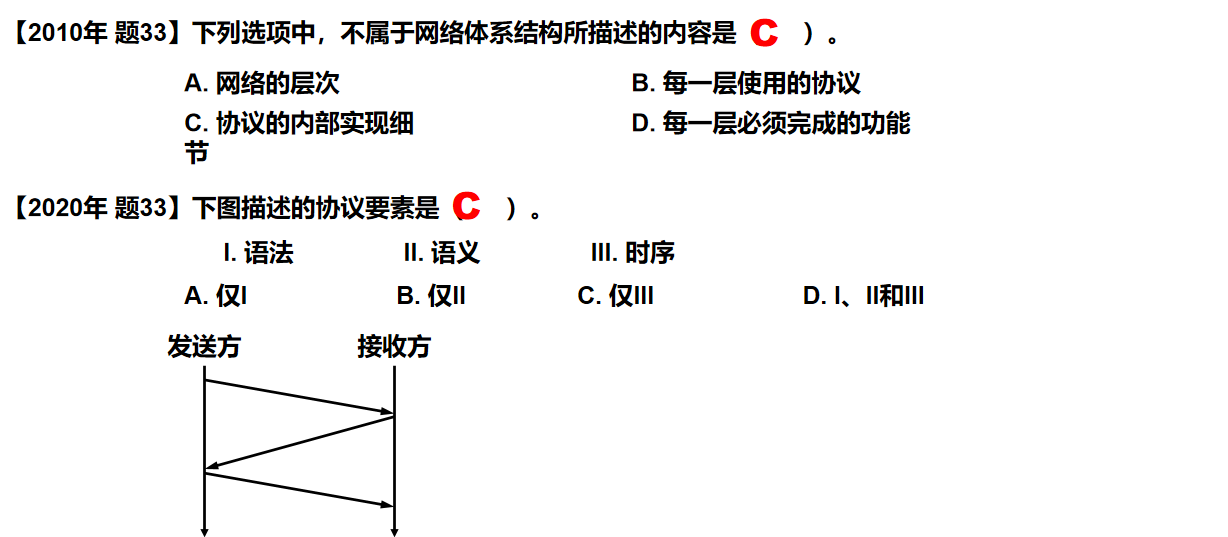 【2010年 题33】下列选项中，不属于网络体系结构所描述的内容是 C ）。
A. 网络的层次 B. 每一层使用的协议
C. 协议的内部实现细 D. 每一层必须完成的功能
节
【2020年 题33】下图描述的协议要素是（C ）。
I. 语法 II. 语义 III. 时序
A. 仅I B. 仅II C. 仅III D. I、II和III
发送方 接收方